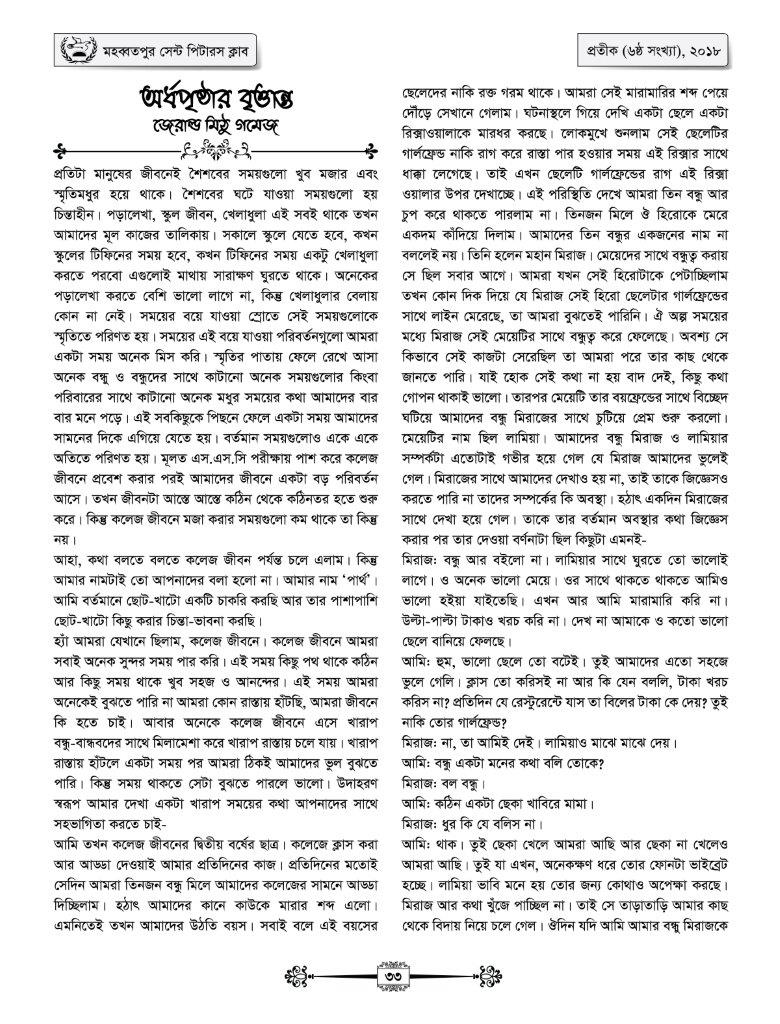 মহব্বতপুর সেন্ট পিটারস ক্লাব
প্রতীক (৬ষ্ঠ সংখ্যা), ২০১৮
অর্ধপৃষ্ঠার বৃত্তান্ত
জেরাল্ড মিঠু গমেজ
প্রতিটা মানুষের জীবনেই শৈশবের সময়গুলো খুব মজার এবং
স্মৃতিমধুর হয়ে থাকে। শৈশবের ঘটে যাওয়া সময়গুলো হয়
চিন্তাহীন। পড়ালেখা, স্কুল জীবন, খেলাধুলা এই সবই থাকে তখন
আমাদের মূল কাজের তালিকায়। সকালে স্কুলে যেতে হবে, কখন
স্কুলের টিফিনের সময় হবে, কখন টিফিনের সময় একটু খেলাধুলা
করতে পরবো এগুলোই মাথায় সারাক্ষণ ঘুরতে থাকে। অনেকের
পড়ালেখা করতে বেশি ভালো লাগে না, কিন্তু খেলাধুলার বেলায়
কোন না নেই। সময়ের বয়ে যাওয়া স্রোতে সেই সময়গুলোকে
স্মৃতিতে পরিণত হয়। সময়ের এই বয়ে যাওয়া পরিবর্তনগুলো আমরা
একটা সময় অনেক মিস করি। স্মৃতির পাতায় ফেলে রেখে আসা
অনেক বন্ধু ও বন্ধুদের সাথে কাটানো অনেক সময়গুলোর কিংবা
পরিবারের সাথে কাটানো অনেক মধুর সময়ের কথা আমাদের বার
বার মনে পড়ে। এই সবকিছুকে পিছনে ফেলে একটা সময় আমাদের
সামনের দিকে এগিয়ে যেতে হয়। বর্তমান সময়গুলোও একে একে
অতিতে পরিণত হয়। মূলত এস.এস.সি পরীক্ষায় পাশ করে কলেজ
জীবনে প্রবেশ করার পরই আমাদের জীবনে একটা বড় পরিবর্তন
আসে। তখন জীবনটা আস্তে আস্তে কঠিন থেকে কঠিনতর হতে শুরু
করে। কিন্তু কলেজ জীবনে মজা করার সময়গুলো কম থাকে তা কিন্তু
নয়।
আহা, কথা বলতে বলতে কলেজ জীবন পর্যন্ত চলে এলাম। কিন্তু
আমার নামটাই তো আপনাদের বলা হলো না। আমার নাম ‘পার্থ’।
আমি বর্তমানে ছোট-খাটো একটি চাকরি করছি আর তার পাশাপাশি
ছোট-খাটো কিছু করার চিন্তা-ভাবনা করছি।
হ্যাঁ আমরা যেখানে ছিলাম, কলেজ জীবনে। কলেজ জীবনে আমরা
সবাই অনেক সুন্দর সময় পার করি। এই সময় কিছু পথ থাকে কঠিন
আর কিছু সময় থাকে খুব সহজ ও আনন্দের। এই সময় আমরা
অনেকেই বুঝতে পারি না আমরা কোন রাস্তায় হাঁটছি, আমরা জীবনে
কি হতে চাই। আবার অনেকে কলেজ জীবনে এসে খারাপ
বন্ধু-বান্ধবদের সাথে মিলামেশা করে খারাপ রাস্তায় চলে যায়। খারাপ
রাস্তায় হাঁটলে একটা সময় পর আমরা ঠিকই আমাদের ভুল বুঝতে
পারি। কিন্তু সময় থাকতে সেটা বুঝতে পারলে ভালো। উদাহরণ
স্বরূপ আমার দেখা একটা খারাপ সময়ের কথা আপনাদের সাথে
সহভাগিতা করতে চাই-
আমি তখন কলেজ জীবনের দ্বিতীয় বর্ষের ছাত্র। কলেজে ক্লাস করা
আর আড্ডা দেওয়াই আমার প্রতিদিনের কাজ। প্রতিদিনের মতোই
সেদিন আমরা তিনজন বন্ধু মিলে আমাদের কলেজের সামনে আড্ডা
দিচ্ছিলাম। হঠাৎ আমাদের কানে কাউকে মারার শব্দ এলো।
এমনিতেই তখন আমাদের উঠতি বয়স। সবাই বলে এই বয়সের
ছেলেদের নাকি রক্ত গরম থাকে। আমরা সেই মারামারির শব্দ পেয়ে
দৌঁড়ে সেখানে গেলাম। ঘটনাস্থলে গিয়ে দেখি একটা ছেলে একটা
রিক্সাওয়ালাকে মারধর করছে। লোকমুখে শুনলাম সেই ছেলেটির
গার্লফ্রেন্ড নাকি রাগ করে রাস্তা পার হওয়ার সময় এই রিক্সার সাথে
ধাক্কা লেগেছে। তাই এখন ছেলেটি গার্লফ্রেন্ডের রাগ এই রিক্সা
ওয়ালার উপর দেখাচ্ছে। এই পরিস্থিতি দেখে আমরা তিন বন্ধু আর
চুপ করে থাকতে পারলাম না। তিনজন মিলে ঔ হিরোকে মেরে
একদম কাঁদিয়ে দিলাম। আমাদের তিন বন্ধুর একজনের নাম না
বললেই নয়। তিনি হলেন মহান মিরাজ। মেয়েদের সাথে বন্ধুত্ব করায়
সে ছিল সবার আগে। আমরা যখন সেই হিরোটাকে পেটাচ্ছিলাম
তখন কোন দিক দিয়ে যে মিরাজ সেই হিরো ছেলেটার গার্লফ্রেন্ডের
সাথে লাইন মেরেছে, তা আমরা বুঝতেই পারিনি। ঐ অল্প সময়ের
মধ্যে মিরাজ সেই মেয়েটির সাথে বন্ধুত্ব করে ফেলেছে। অবশ্য সে
কিভাবে সেই কাজটা সেরেছিল তা আমরা পরে তার কাছ থেকে
জানতে পারি। যাই হোক সেই কথা না হয় বাদ দেই, কিছু কথা
গোপন থাকাই ভালো। তারপর মেয়েটি তার বয়ফ্রেন্ডের সাথে বিচ্ছেদ
ঘটিয়ে আমাদের বন্ধু মিরাজের সাথে চুটিয়ে প্রেম শুরু করলো।
মেয়েটির নাম ছিল লামিয়া। আমাদের বন্ধু মিরাজ ও লামিয়ার
সম্পর্কটা এতোটাই গভীর হয়ে গেল যে মিরাজ আমাদের ভুলেই
গেল। মিরাজের সাথে আমাদের দেখাও হয় না, তাই তাকে জিজ্ঞেসও
করতে পারি না তাদের সম্পর্কের কি অবস্থা। হঠাৎ একদিন মিরাজের
সাথে দেখা হয়ে গেল। তাকে তার বর্তমান অবস্থার কথা জিজ্ঞেস
করার পর তার দেওয়া বর্ণনাটা ছিল কিছুটা এমনই-
মিরাজ: বন্ধু আর বইলো না। লামিয়ার সাথে ঘুরতে তো ভালোই
লাগে। ও অনেক ভালো মেয়ে। ওর সাথে থাকতে থাকতে আমিও
ভালো হইয়া যাইতেছি। এখন আর আমি মারামারি করি না।
উল্টা-পাল্টা টাকাও খরচ করি না। দেখ না আমাকে ও কতো ভালো
ছেলে বানিয়ে ফেলছে।
আমি: হুম, ভালো ছেলে তো বটেই। তুই আমাদের এতো সহজে
ভুলে গেলি। ক্লাস তো করিসই না আর কি যেন বললি, টাকা খরচ
করিস না? প্রতিদিন যে রেস্টুরেন্টে যাস তা বিলের টাকা কে দেয়? তুই
নাকি তোর গার্লফ্রেন্ড?
মিরাজ: না, তা আমিই দেই। লামিয়াও মাঝে মাঝে দেয়।
আমি: বন্ধু একটা মনের কথা বলি তোকে?
মিরাজ: বল বন্ধু।
আমি: কঠিন একটা ছেকা খাবিরে মামা।
মিরাজ: ধুর কি যে বলিস না।
আমি: থাক। তুই ছেকা খেলে আমরা আছি আর ছেকা না খেলেও
আমরা আছি। তুই যা এখন, অনেকক্ষণ ধরে তোর ফোনটা ভাইব্রেট
হচ্ছে। লামিয়া ভাবি মনে হয় তোর জন্য কোথাও অপেক্ষা করছে।
মিরাজ আর কথা খুঁজে পাচ্ছিল না। তাই সে তাড়াতাড়ি আমার কাছ
থেকে বিদায় নিয়ে চলে গেল। ঔদিন যদি আমি আমার বন্ধু মিরাজকে
৩৩